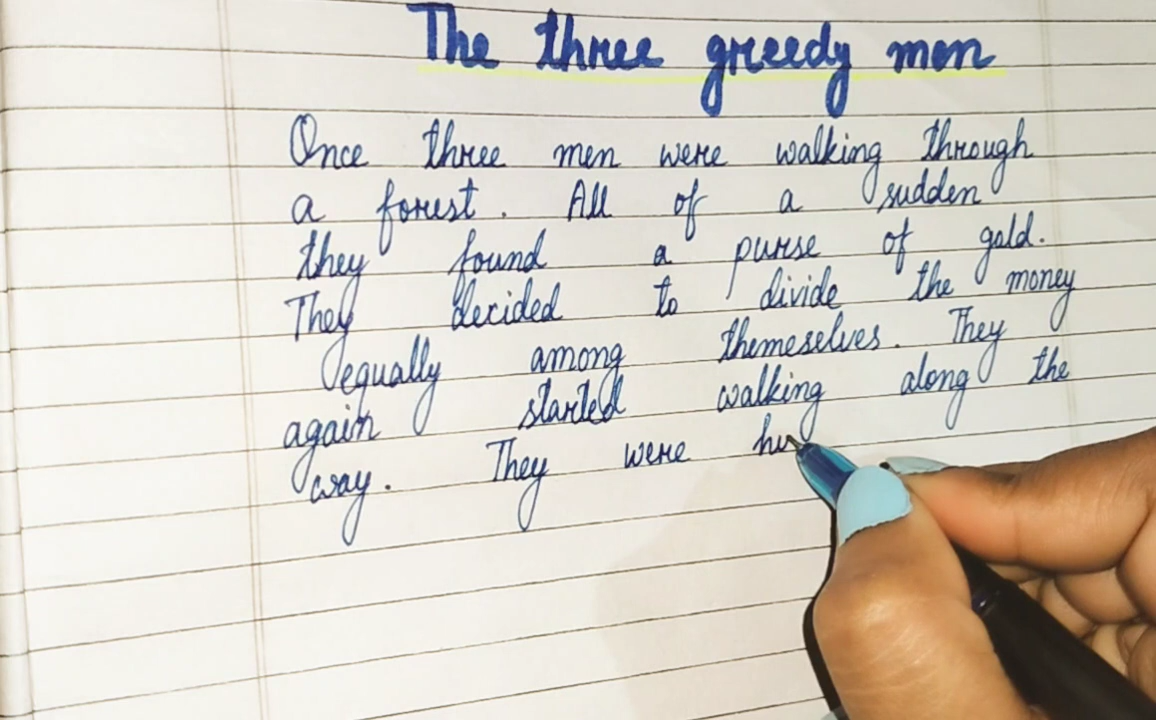 The three greedy men
Once three men were walking through
a forest. All of a sudden
they found a purse of gold.
They decided to divide the money
equally among themeselves. They
again started walking along the
way. They were hu